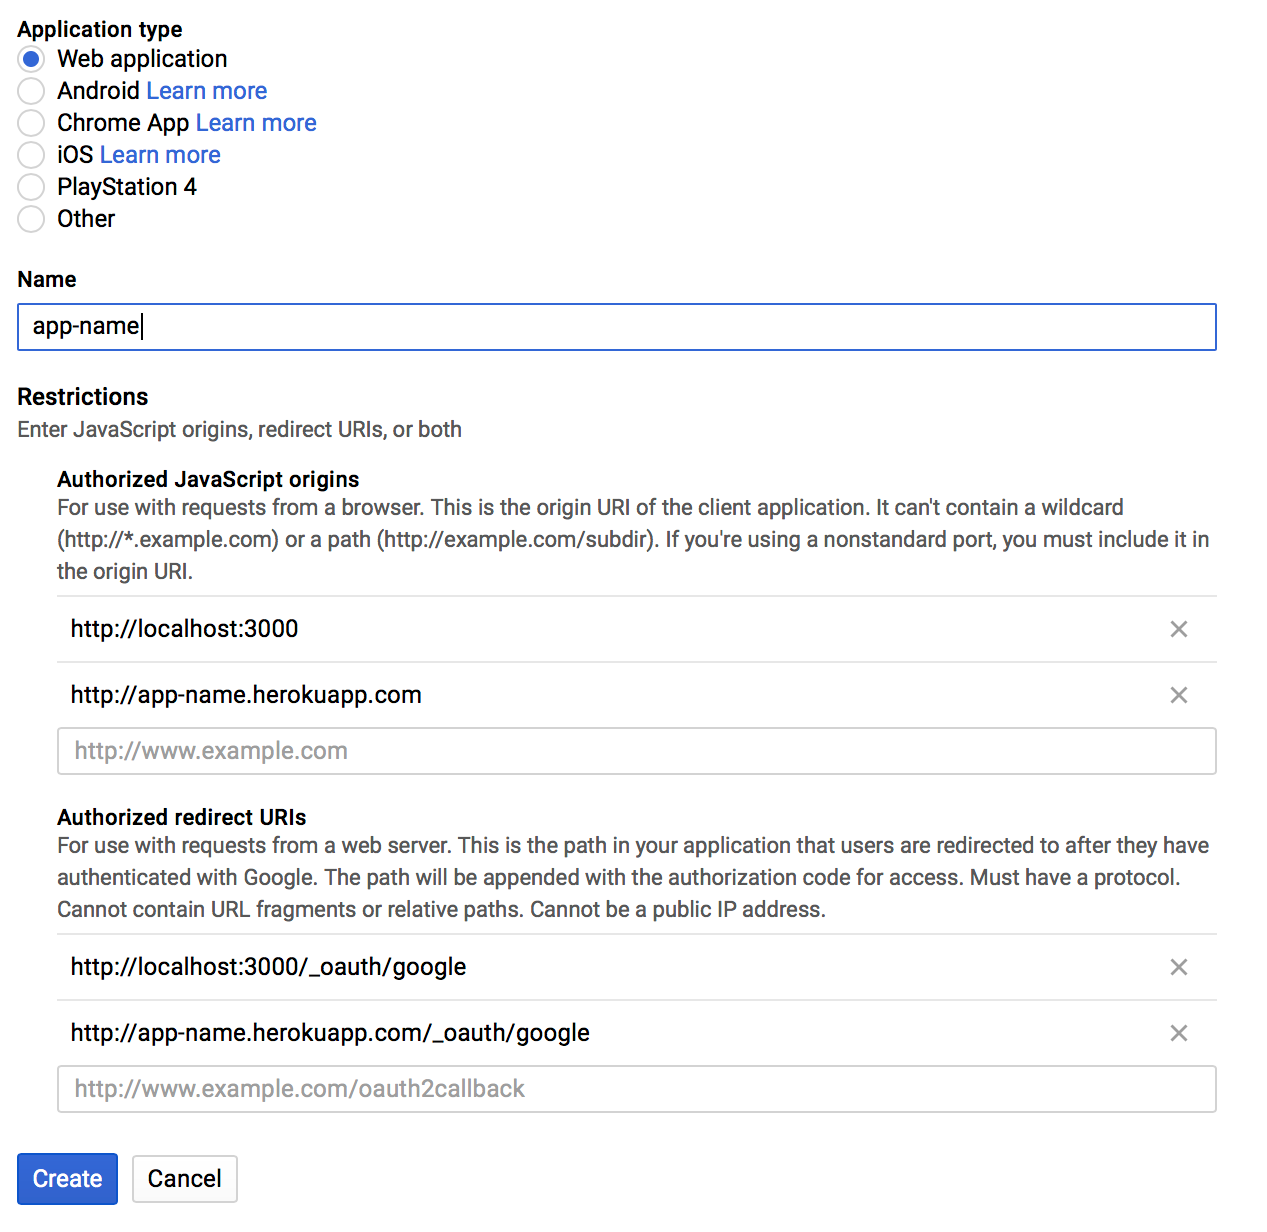 Application type
Web application
Android Learn more
Chrome App Learn more
iOS Learn more
PlayStation 4
Other
Name
app-name
Restrictions
Enter JavaScript origins, redirect URIs, or both
Authorized JavaScript origins
For use with requests from a browser. This is the origin URI of the client application. It can't contain a wildcard
(http://*.example.com) or a path (http://example.com/subdir). If you're using a nonstandard port, you must include it in
the origin URI.
http://localhost:3000
http://app-name.herokuapp.com
http://www.example.com
Authorized redirect URIs
For use with requests from a web server. This is the path in your application that users are redirected to after they have
authenticated with Google. The path will be appended with the authorization code for access. Must have a protocol.
Cannot contain URL fragments or relative paths. Cannot be a public IP address.
http://localhost:3000/_oauth/google
http://app-name.herokuapp.com/_oauth/google
http://www.example.com/oauth2callback
Create Cancel